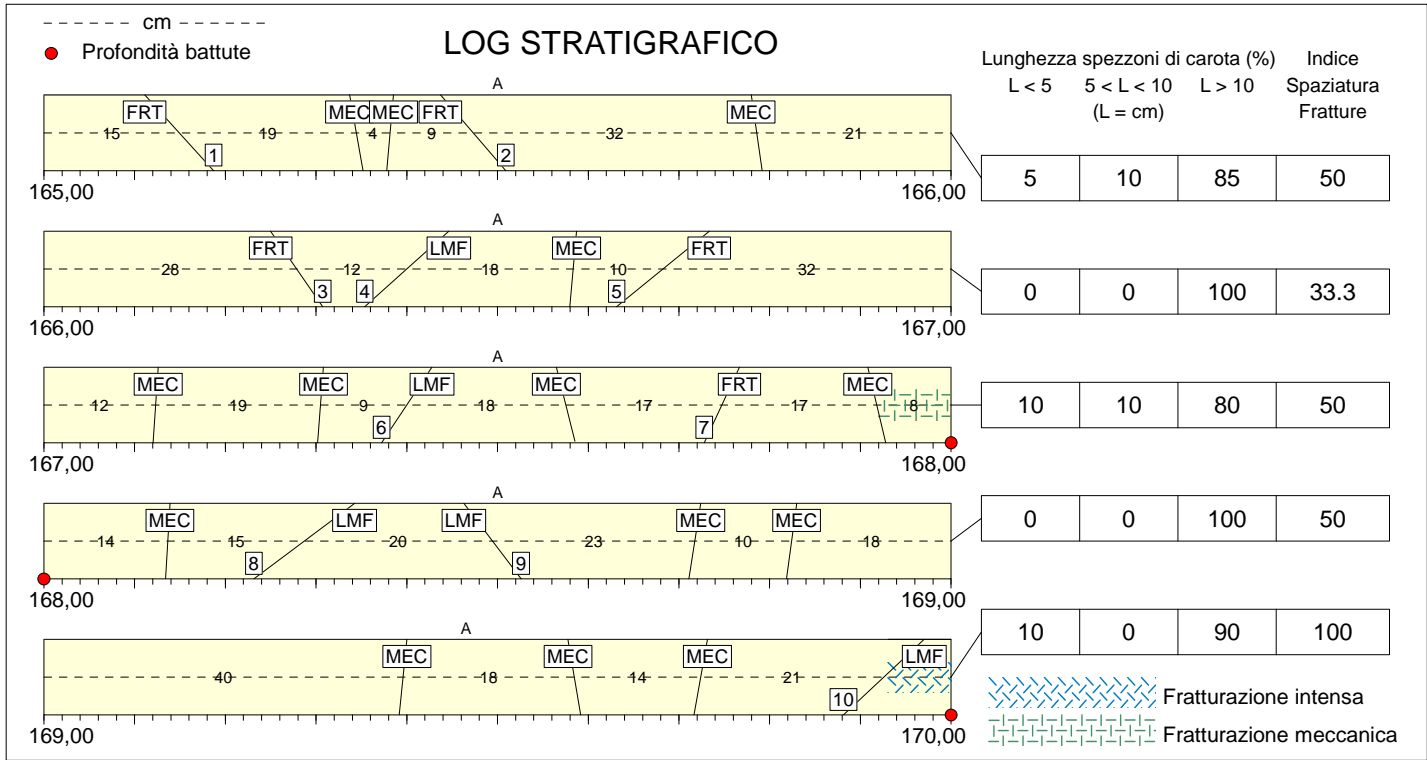 cm
Profondità battute
LOG STRATIGRAFICO
Lunghezza spezzoni di carota (%) Indice Spaziatura Fratture
L < 5 5 < L < 10 L > 10
(L = cm)
A
FRT MEC MEC FRT MEC
15 19 4 9 32 21
1 2
165,00 166,00
5 10 85 50
A
FRT LMF MEC FRT
28 12 18 10 32
3 4 5
166,00 167,00
0 0 100 33.3
A
MEC MEC LMF MEC FRT MEC
12 19 9 18 17 17 8
6 7
167,00 168,00
10 10 80 50
A
MEC LMF LMF MEC MEC
14 15 20 23 10 18
8 9
168,00 169,00
0 0 100 50
A
MEC MEC MEC LMF
40 18 14 21
10
169,00 170,00
10 0 90 100
Fratturazione intensa
Fratturazione meccanica